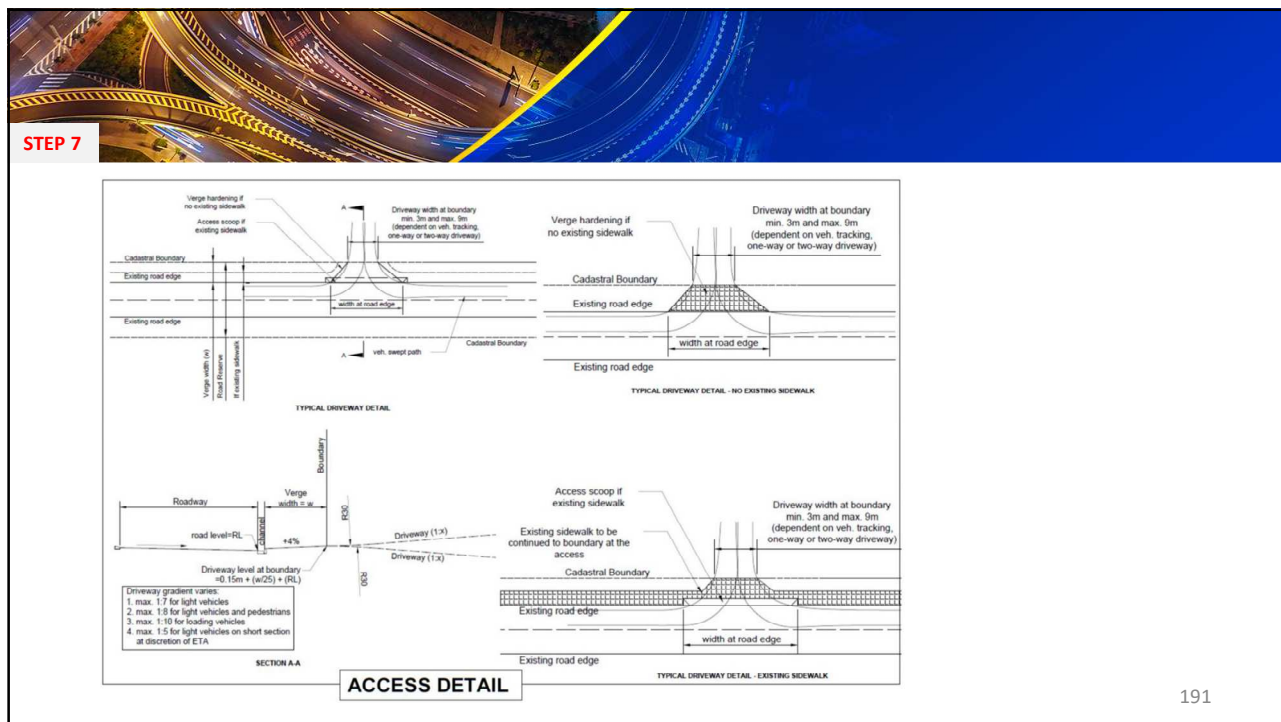 STEP 7
Verge hardening if
no existing sidewalk
Access scoop if
existing sidewalk
A
Driveway width at boundary
min. 3m and max. 9m
(dependent on veh. tracking,
one-way or two-way driveway)
Cadastral Boundary
Existing road edge
width at road edge
Existing road edge
Cadastral Boundary
A
veh. swept path
Verge width (w)
Road Reserve
If existing sidewalk
TYPICAL DRIVEWAY DETAIL
Verge hardening if
no existing sidewalk
Driveway width at boundary
min. 3m and max. 9m
(dependent on veh. tracking,
one-way or two-way driveway)
Cadastral Boundary
Existing road edge
width at road edge
Existing road edge
TYPICAL DRIVEWAY DETAIL - NO EXISTING SIDEWALK
Boundary
Roadway
Verge
width = w
channel
road level=RL
+4%
R30
Driveway (1:x)
Driveway (1:x)
R30
Driveway level at boundary
=0.15m + (w/25) + (RL)
Driveway gradient varies:
1. max. 1:7 for light vehicles
2. max. 1:8 for light vehicles and pedestrians
3. max. 1:10 for loading vehicles
4. max. 1:5 for light vehicles on short section
at discretion of ETA
SECTION A-A
Access scoop if
existing sidewalk
Existing sidewalk to be
continued to boundary at the
access
Driveway width at boundary
min. 3m and max. 9m
(dependent on veh. tracking,
one-way or two-way driveway)
Cadastral Boundary
Existing road edge
width at road edge
Existing road edge
TYPICAL DRIVEWAY DETAIL - EXISTING SIDEWALK
ACCESS DETAIL
191